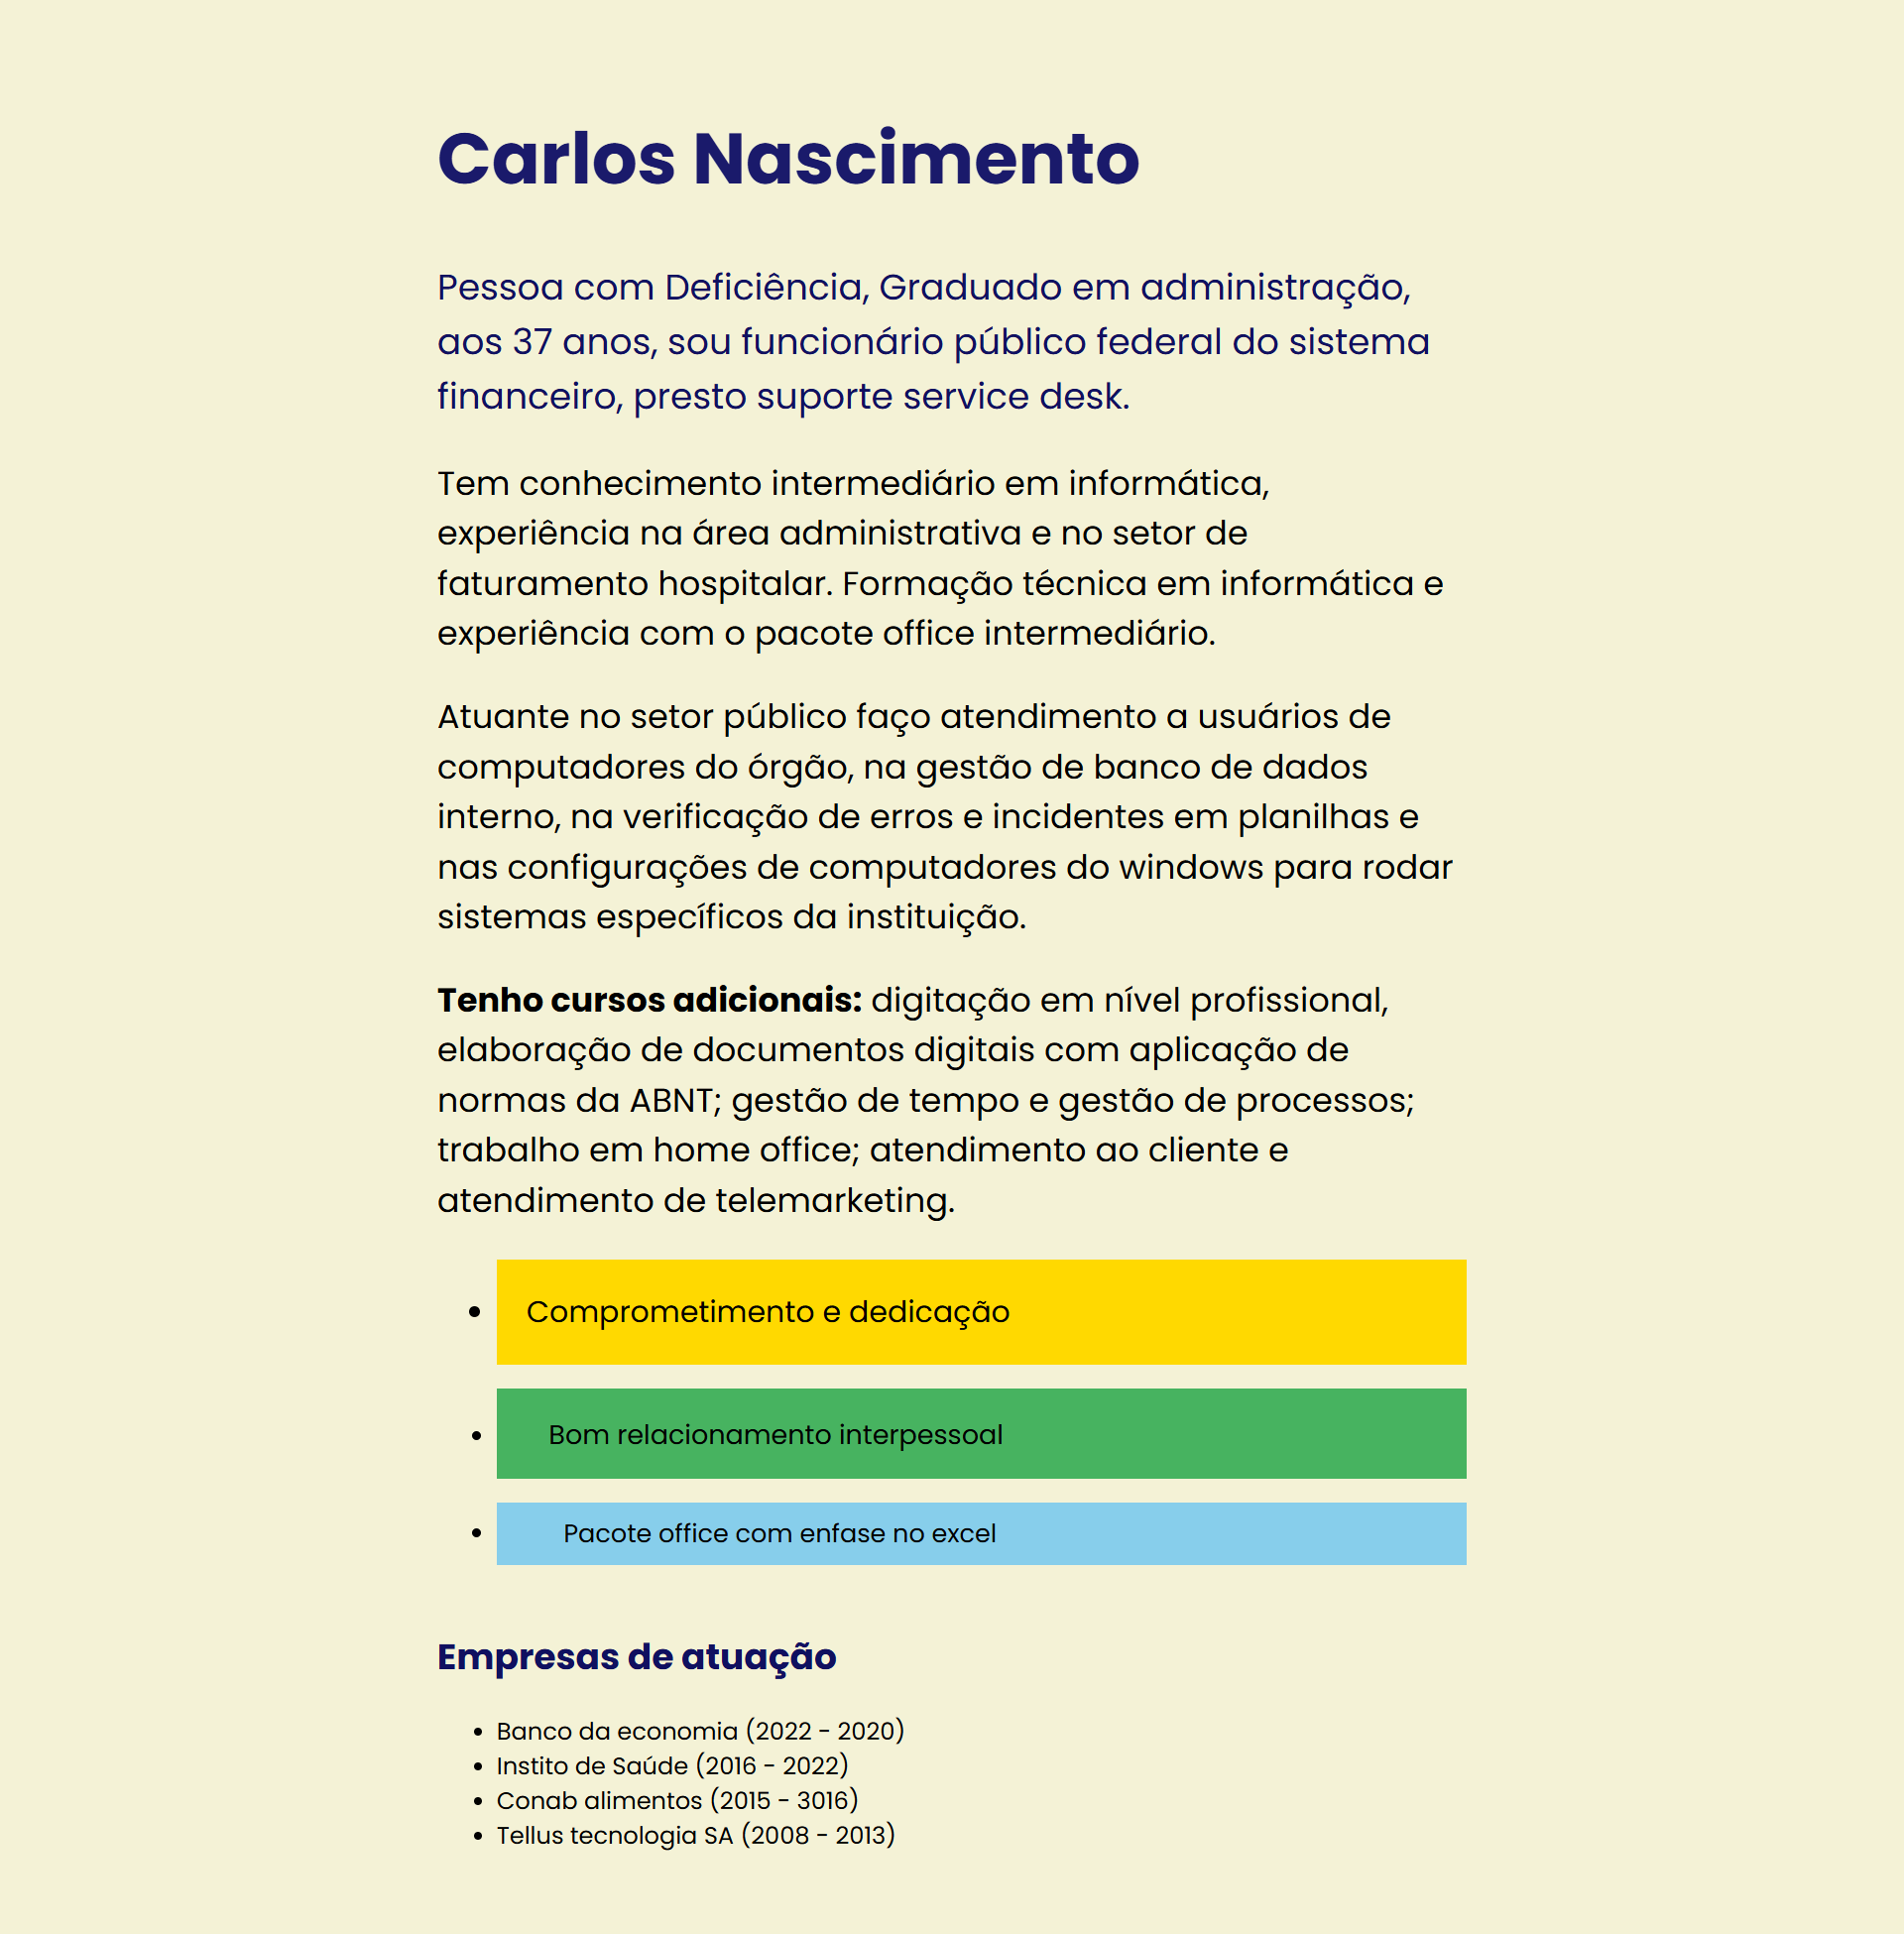 Carlos Nascimento
Pessoa com Deficiência, Graduado em administração,
aos 37 anos, sou funcionário público federal do sistema
financeiro, presto suporte service desk.
Tem conhecimento intermediário em informática,
experiência na área administrativa e no setor de
faturamento hospitalar. Formação técnica em informática e
experiência com o pacote office intermediário.
Atuante no setor público faço atendimento a usuários de
computadores do órgão, na gestão de banco de dados
interno, na verificação de erros e incidentes em planilhas e
nas configurações de computadores do windows para rodar
sistemas específicos da instituição.
Tenho cursos adicionais: digitação em nível profissional,
elaboração de documentos digitais com aplicação de
normas da ABNT; gestão de tempo e gestão de processos;
trabalho em home office; atendimento ao cliente e
atendimento de telemarketing.
• Comprometimento e dedicação
• Bom relacionamento interpessoal
• Pacote office com enfase no excel
Empresas de atuação
• Banco da economia (2022 - 2020)
• Instito de Saúde (2016 - 2022)
• Conab alimentos (2015 - 3016)
• Tellus tecnologia SA (2008 - 2013)